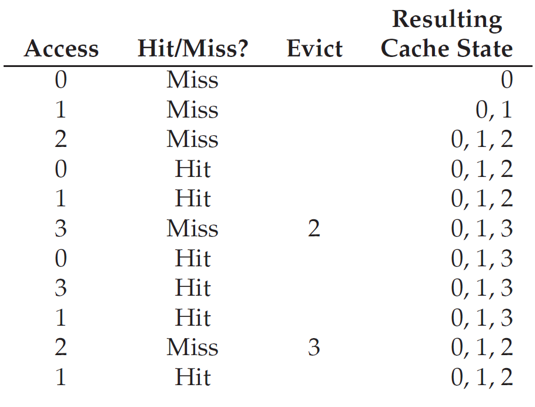 Resulting
Access Hit/Miss? Evict Cache State
0 Miss 0
1 Miss 0, 1
2 Miss 0, 1, 2
0 Hit 0, 1, 2
1 Hit 0, 1, 2
3 Miss 2 0, 1, 3
0 Hit 0, 1, 3
3 Hit 0, 1, 3
1 Hit 0, 1, 3
2 Miss 3 0, 1, 2
1 Hit 0, 1, 2